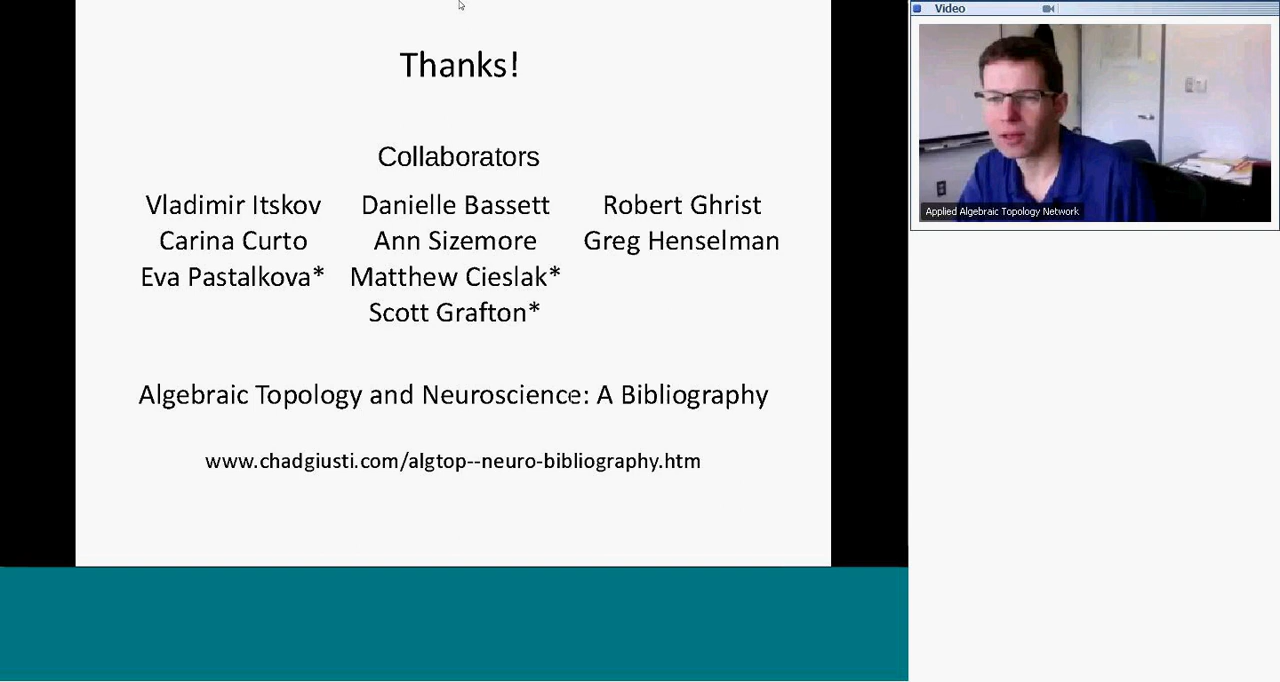 Video
Thanks!
Collaborators
Vladimir Itskov Danielle Bassett Robert Ghrist
Carina Curto Ann Sizemore Greg Henselman
Eva Pastalkova* Matthew Cieslak*
Scott Grafton*
Algebraic Topology and Neuroscience: A Bibliography
www.chadgiusti.com/algtop--neuro-bibliography.htm
Applied Algebraic Topology Network